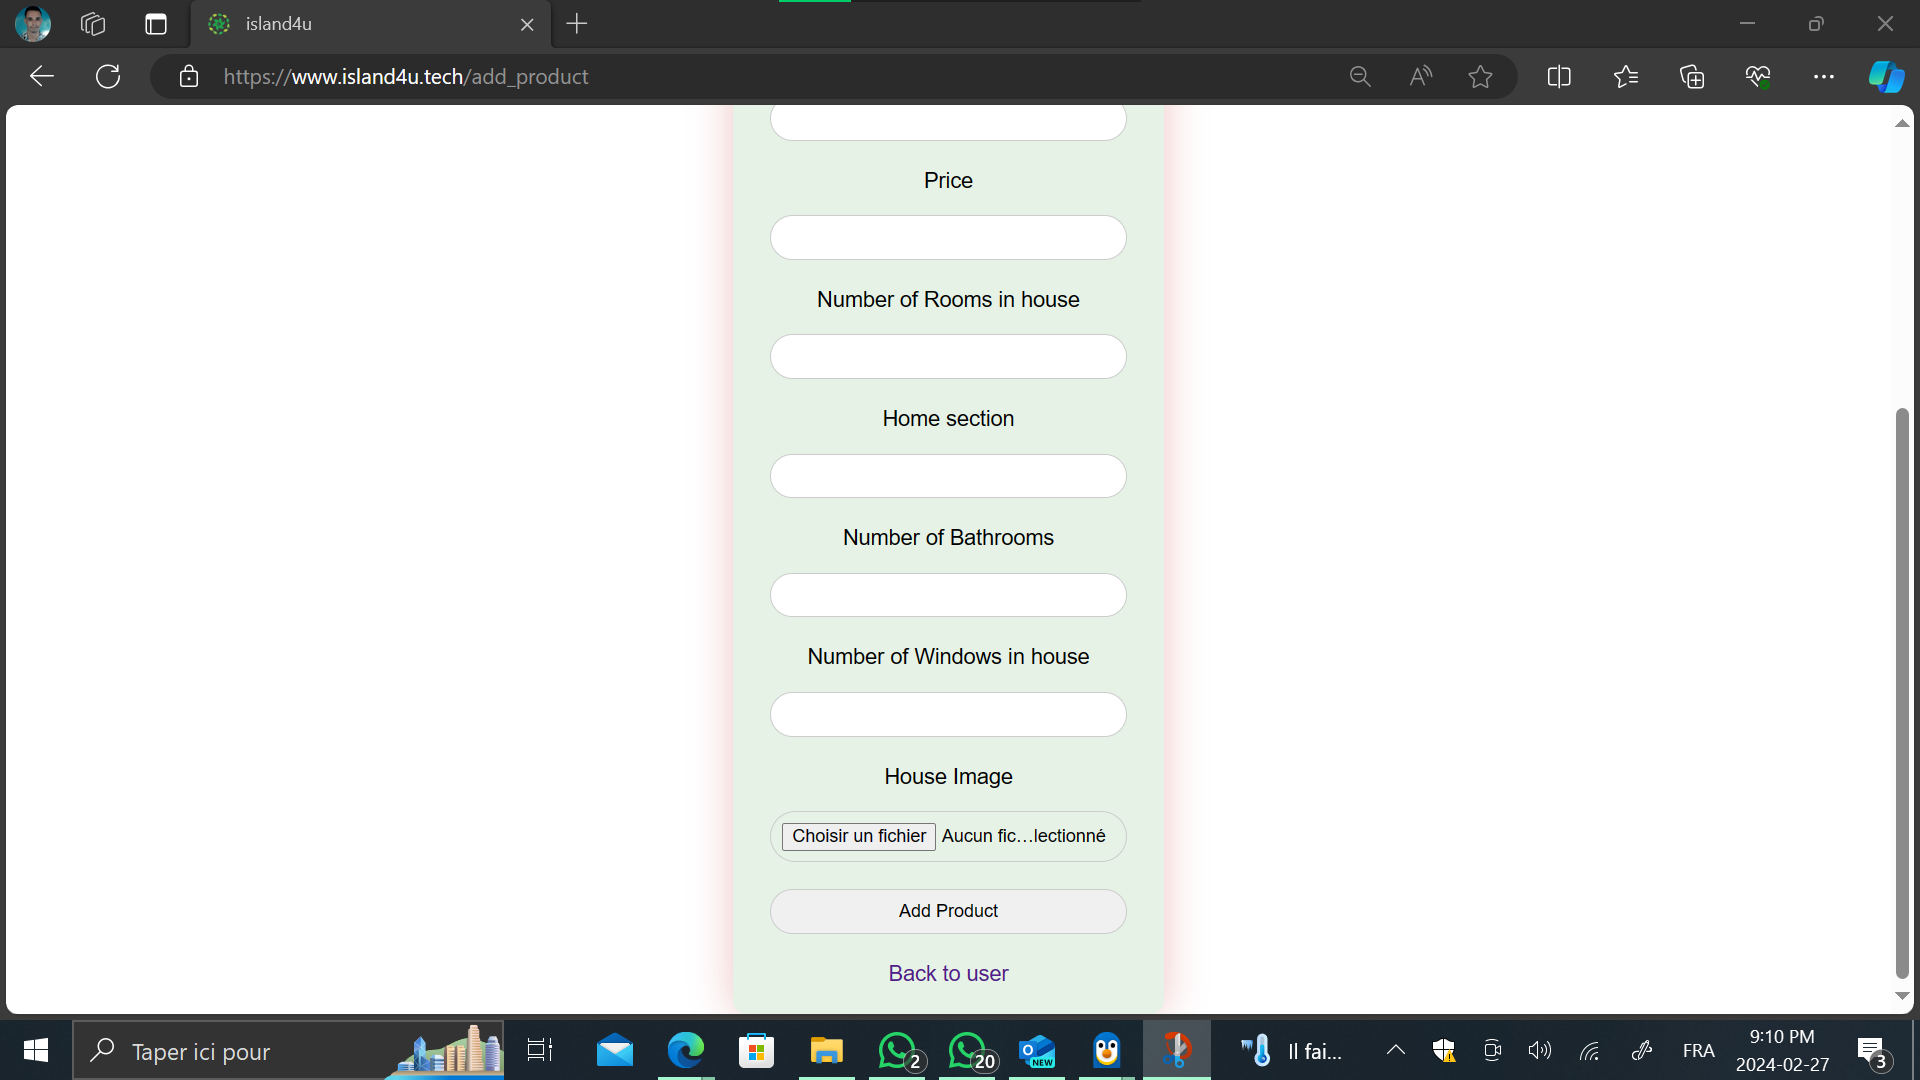 island4u
https://www.island4u.tech/add_product
Price
Number of Rooms in house
Home section
Number of Bathrooms
Number of Windows in house
House Image
Choisir un fichier Aucun fic...lectionné
Add Product
Back to user
Taper ici pour
2
20
NEW
Il fai...
FRA
9:10 PM
2024-02-27
3